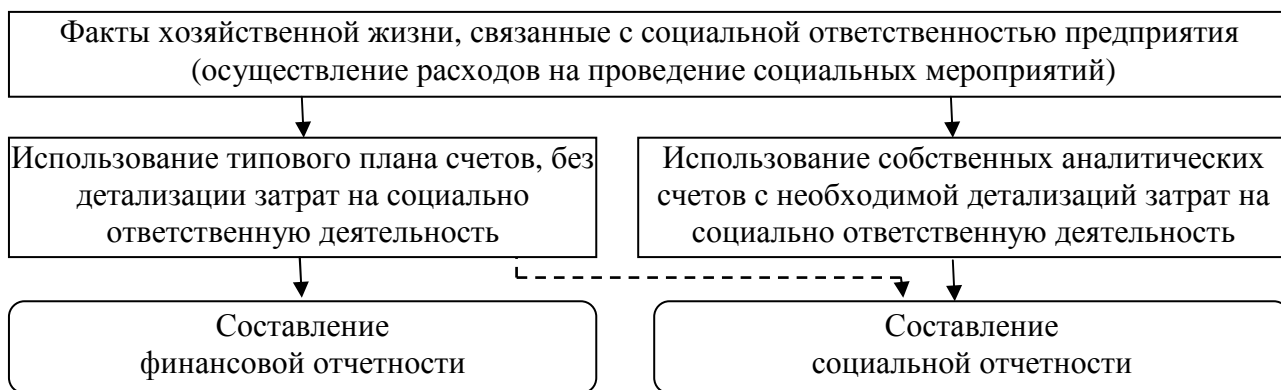 Факты хозяйственной жизни, связанные с социальной ответственностью предприятия
(осуществление расходов на проведение социальных мероприятий)
Использование типового плана счетов, без
детализации затрат на социально
ответственную деятельность
Использование собственных аналитических
счетов с необходимой детализаций затрат на
социально ответственную деятельность
Составление
финансовой отчетности
Составление
социальной отчетности